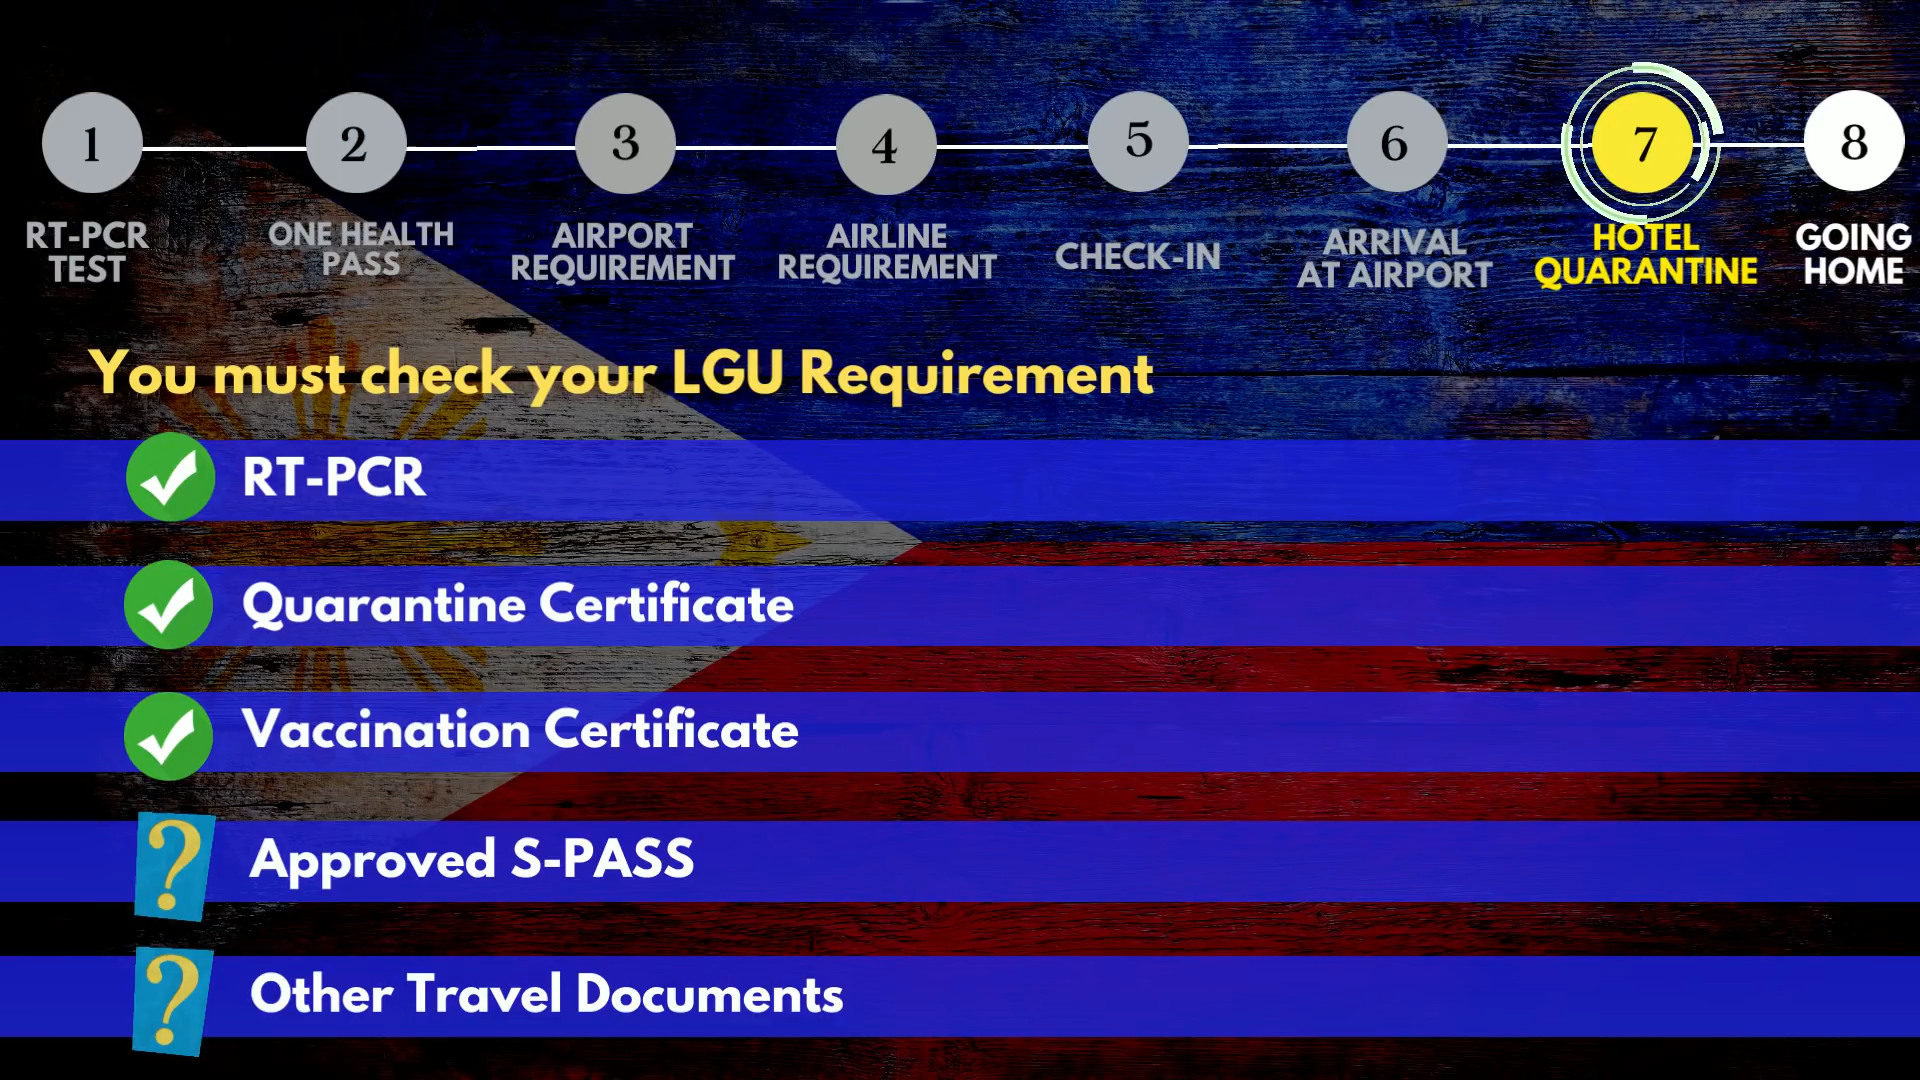 1 2 3 4 5 6 7 8
RT-PCR
TEST
ONE HEALTH
PASS
AIRPORT
REQUIREMENT
AIRLINE
REQUIREMENT
CHECK-IN
ARRIVAL
AT AIRPORT
HOTEL
QUARANTINE
GOING
HOME
You must check your LGU Requirement
RT-PCR
Quarantine Certificate
Vaccination Certificate
? Approved S-PASS
? Other Travel Documents